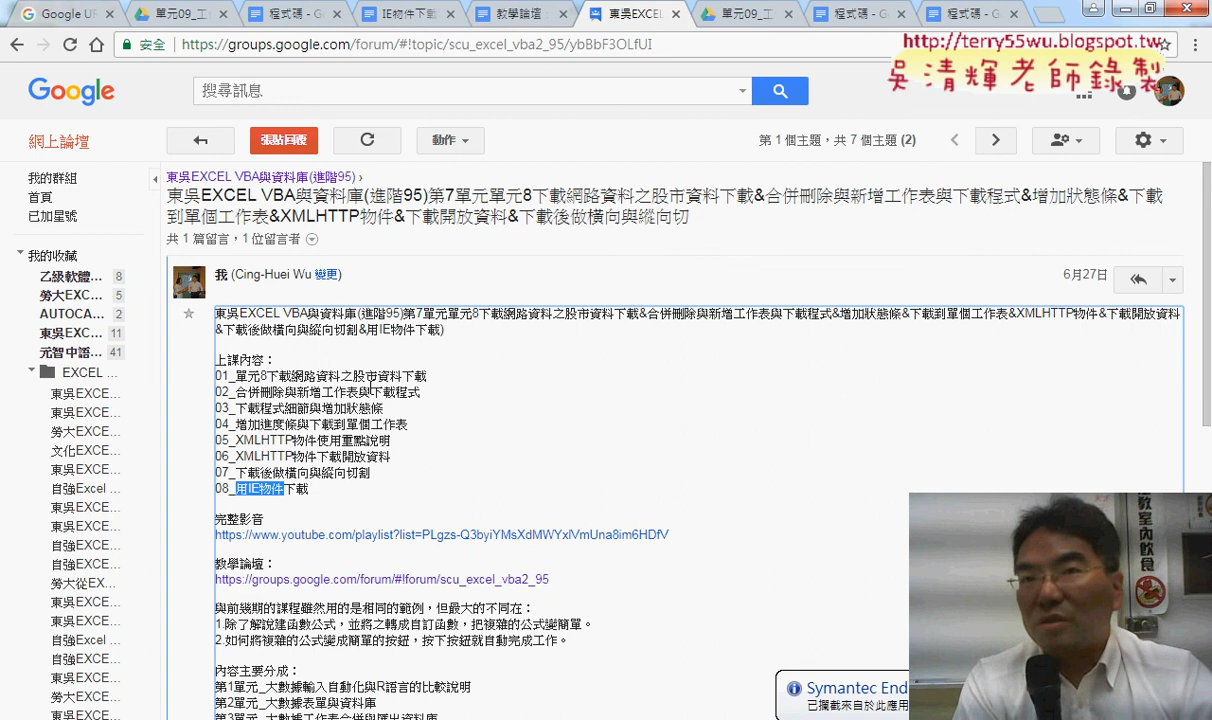 Google UF
單元09_工
程式碼 - G
IE物件下載
教學論壇
東吳EXCEL
單元09_工
程式碼 - Go
程式碼 - G
安全 https://groups.google.com/forum/#!topic/scu_excel_vba2_95/ybBbF3OLfUI
http://terry55wu.blogspot.tw
吳清輝老師錄製
Google
搜尋訊息
網上論壇
張貼回覆
動作
第 1 個主題，共 7 個主題 (2)
我的群組
首頁
已加星號
我的收藏
乙級軟體... 8
勞大EXC... 5
AUTOCA... 2
東吳EXC... 11
元智中語... 41
EXCEL ...
東吳EXCE...
東吳EXCE...
勞大EXCE...
文化EXCE...
東吳EXCE...
自強Excel ...
東吳EXCE...
東吳EXCE...
自強EXCE...
自強EXCE...
勞大從EX...
東吳EXCE...
東吳EXCE...
自強Excel ...
自強EXCE...
東吳EXCE...
勞大EXCE...
東吳EXCE...
東吳EXCEL VBA與資料庫(進階95) ›
東吳EXCEL VBA與資料庫(進階95)第7單元單元8下載網路資料之股市資料下載&合併刪除與新增工作表與下載程式&增加狀態條&下載
到單個工作表&XMLHTTP物件&下載開放資料&下載後做橫向與縱向切
共 1 篇留言，1 位留言者
我 (Cing-Huei Wu 變更)
6月27日
東吳EXCEL VBA與資料庫(進階95)第7單元單元8下載網路資料之股市資料下載&合併刪除與新增工作表與下載程式&增加狀態條&下載到單個工作表&XMLHTTP物件&下載開放資料
&下載後做橫向與縱向切割&用IE物件下載)
上課內容：
01_單元8下載網路資料之股市資料下載
02_合併刪除與新增工作表與下載程式
03_下載程式細節與增加狀態條
04_增加進度條與下載到單個工作表
05_XMLHTTP物件使用重點說明
06_XMLHTTP物件下載開放資料
07_下載後做橫向與縱向切割
08_用IE物件下載
完整影音
https://www.youtube.com/playlist?list=PLgzs-Q3byiYMsXdMWYxlVmUna8im6HDfV
教學論壇：
https://groups.google.com/forum/#!forum/scu_excel_vba2_95
與前幾期的課程雖然用的是相同的範例，但最大的不同在：
1.除了解說建函數公式，並將之轉成自訂函數，把複雜的公式變簡單。
2.如何將複雜的公式變成簡單的按鈕，按下按鈕就自動完成工作。
內容主要分成：
第1單元_大數據輸入自動化與R語言的比較說明
第2單元_大數據表單與資料庫
第3單元_大數據工作表合併與匯出資料庫
Symantec End
已攔截來自於此應用
室內飲食